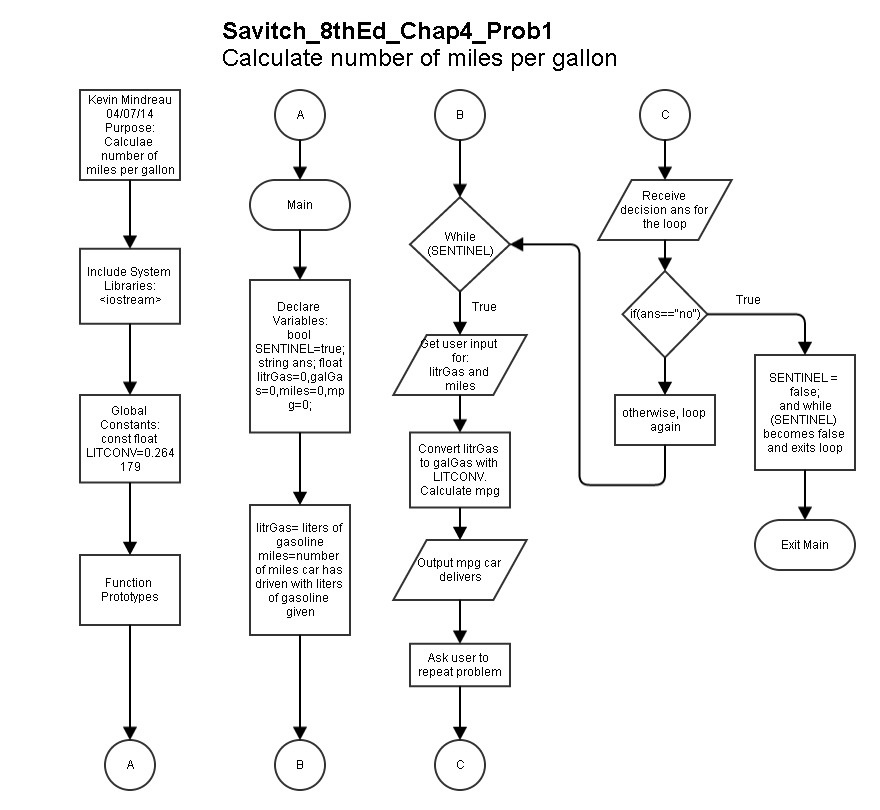 Savitch_8thEd_Chap4_Prob1
Calculate number of miles per gallon
Kevin Mindreau
04/07/14
Purpose:
Calculae
number of
miles per gallon
Include System
Libraries:
<iostream>
Global
Constants:
const float
LITCONV=0.264
179
Function
Prototypes
A
A
Main
Declare
Variables:
bool
SENTINEL=true;
string ans; float
litrGas=0,galGa
s=0,miles=0,mp
g=0;
litrGas= liters of
gasoline
miles=number
of miles car has
driven with liters
of gasoline
given
B
B
While
(SENTINEL)
True
Get user input
for:
litrGas and
miles
Convert litrGas
to galGas with
LITCONV.
Calculate mpg
Output mpg car
delivers
Ask user to
repeat problem
C
C
Receive
decision ans for
the loop
if(ans=="no")
True
otherwise, loop
again
SENTINEL =
false;
and while
(SENTINEL)
becomes false
and exits loop
Exit Main